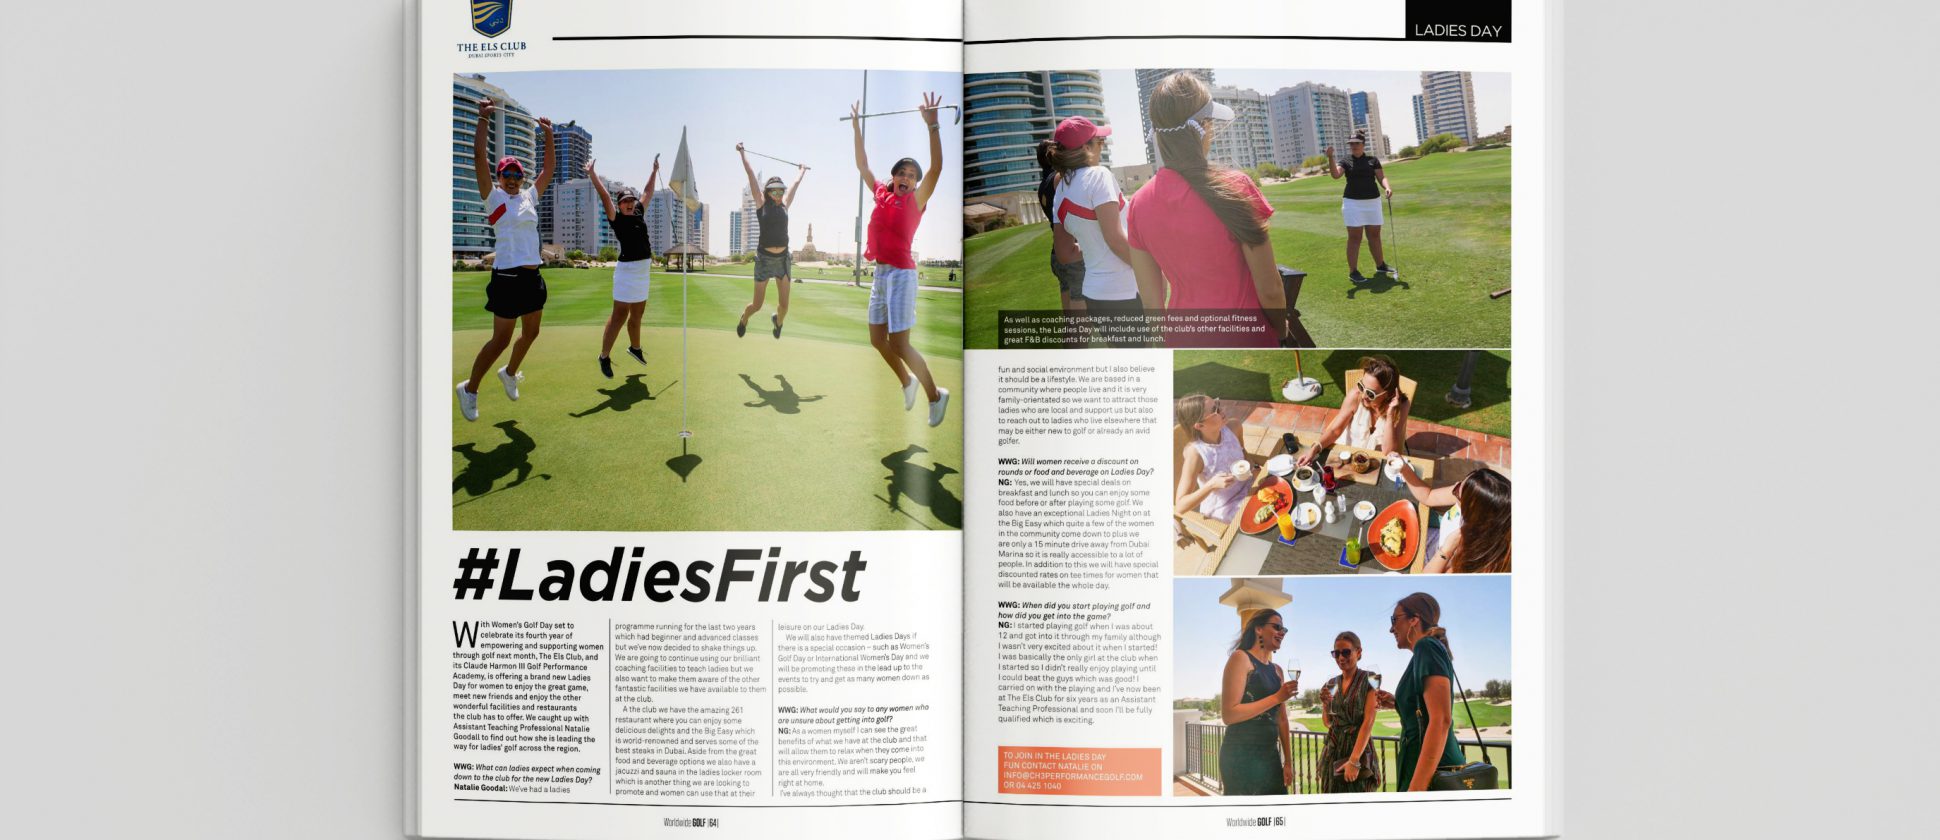 THE ELS CLUB
DUBAI SPORTS CITY
LADIES DAY
#LadiesFirst
With Women's Golf Day set to
celebrate its fourth year of
empowering and supporting women
through golf next month, The Els Club, and
its Claude Harmon III Golf Performance
Academy, is offering a brand new Ladies
Day for women to enjoy the great game,
meet new friends and enjoy the other
wonderful facilities and restaurants
the club has to offer. We caught up with
Assistant Teaching Professional Natalie
Goodall to find out how she is leading the
way for ladies' golf across the region.
WWG: What can ladies expect when coming
down to the club for the new Ladies Day?
Natalie Goodal: We've had a ladies
programme running for the last two years
which had beginner and advanced classes
but we've now decided to shake things up.
We are going to continue using our brilliant
coaching facilities to teach ladies but we
also want to make them aware of the other
fantastic facilities we have available to them
at the club.
A the club we have the amazing 261
restaurant where you can enjoy some
delicious delights and the Big Easy which
is world-renowned and serves some of the
best steaks in Dubai. Aside from the great
food and beverage options we also have a
jacuzzi and sauna in the ladies locker room
which is another thing we are looking to
promote and women can use that at their
leisure on our Ladies Day.
We will also have themed Ladies Days if
there is a special occasion – such as Women's
Golf Day or International Women's Day and we
will be promoting these in the lead up to the
events to try and get as many women down as
possible.
WWG: What would you say to any women who
are unsure about getting into golf?
NG: As a women myself I can see the great
benefits of what we have at the club and that
will allow them to relax when they come into
this environment. We aren't scary people, we
are all very friendly and will make you feel
right at home.
I've always thought that the club should be a
As well as coaching packages, reduced green fees and optional fitness
sessions, the Ladies Day will include use of the club's other facilities and
great F&B discounts for breakfast and lunch.
fun and social environment but I also believe
it should be a lifestyle. We are based in a
community where people live and it is very
family-orientated so we want to attract those
ladies who are local and support us but also
to reach out to ladies who live elsewhere that
may be either new to golf or already an avid
golfer.
WWG: Will women receive a discount on
rounds or food and beverage on Ladies Day?
NG: Yes, we will have special deals on
breakfast and lunch so you can enjoy some
food before or after playing some golf. We
also have an exceptional Ladies Night on at
the Big Easy which quite a few of the women
in the community come down to plus we
are only a 15 minute drive away from Dubai
Marina so it is really accessible to a lot of
people. In addition to this we will have special
discounted rates on tee times for women that
will be available the whole day.
WWG: When did you start playing golf and
how did you get into the game?
NG: I started playing golf when I was about
12 and got into it through my family although
I wasn't very excited about it when I started!
I was basically the only girl at the club when
I started so I didn't really enjoy playing until
I could beat the guys which was good! I
carried on with the playing and I've now been
at The Els Club for six years as an Assistant
Teaching Professional and soon I'll be fully
qualified which is exciting.
TO JOIN IN THE LADIES DAY
FUN CONTACT NATALIE ON
INFO@CH3PERFORMANCEGOLF.COM
OR 04 425 1040
Worldwide GOLF |64|
Worldwide GOLF |65|